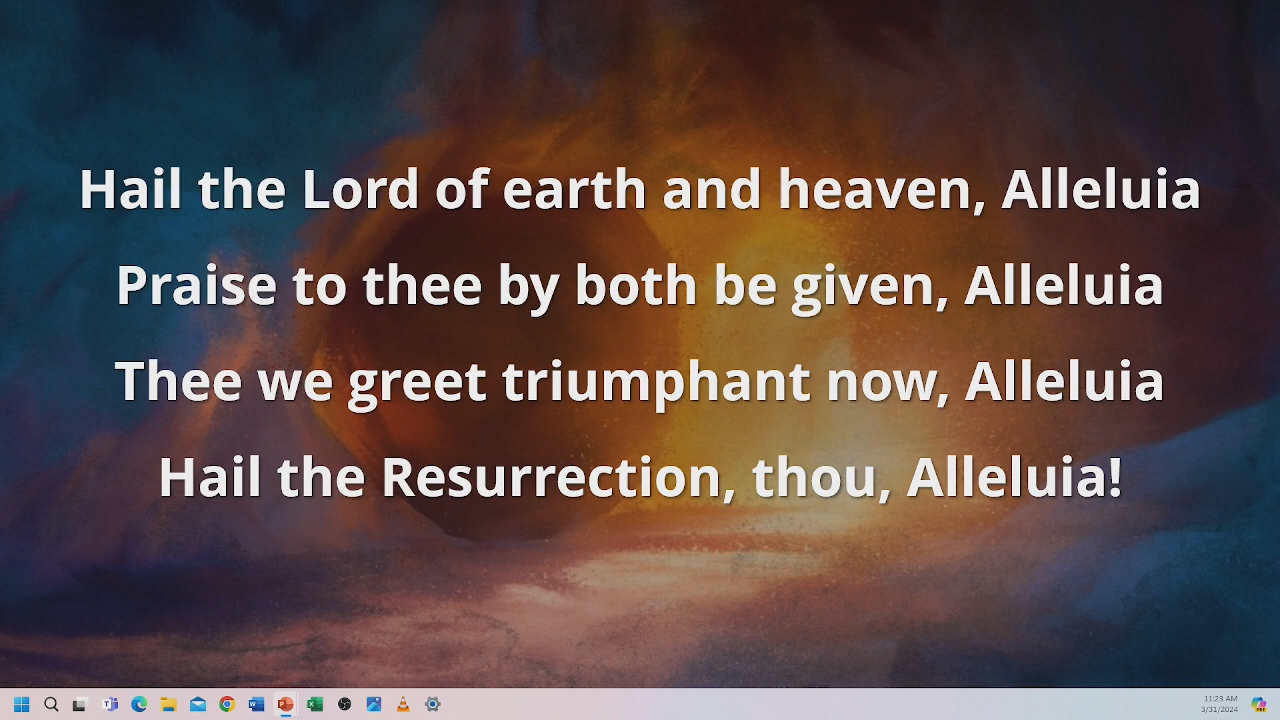 Hail the Lord of earth and heaven, Alleluia
Praise to thee by both be given, Alleluia
Thee we greet triumphant now, Alleluia
Hail the Resurrection, thou, Alleluia!
11:23 AM
3/31/2024